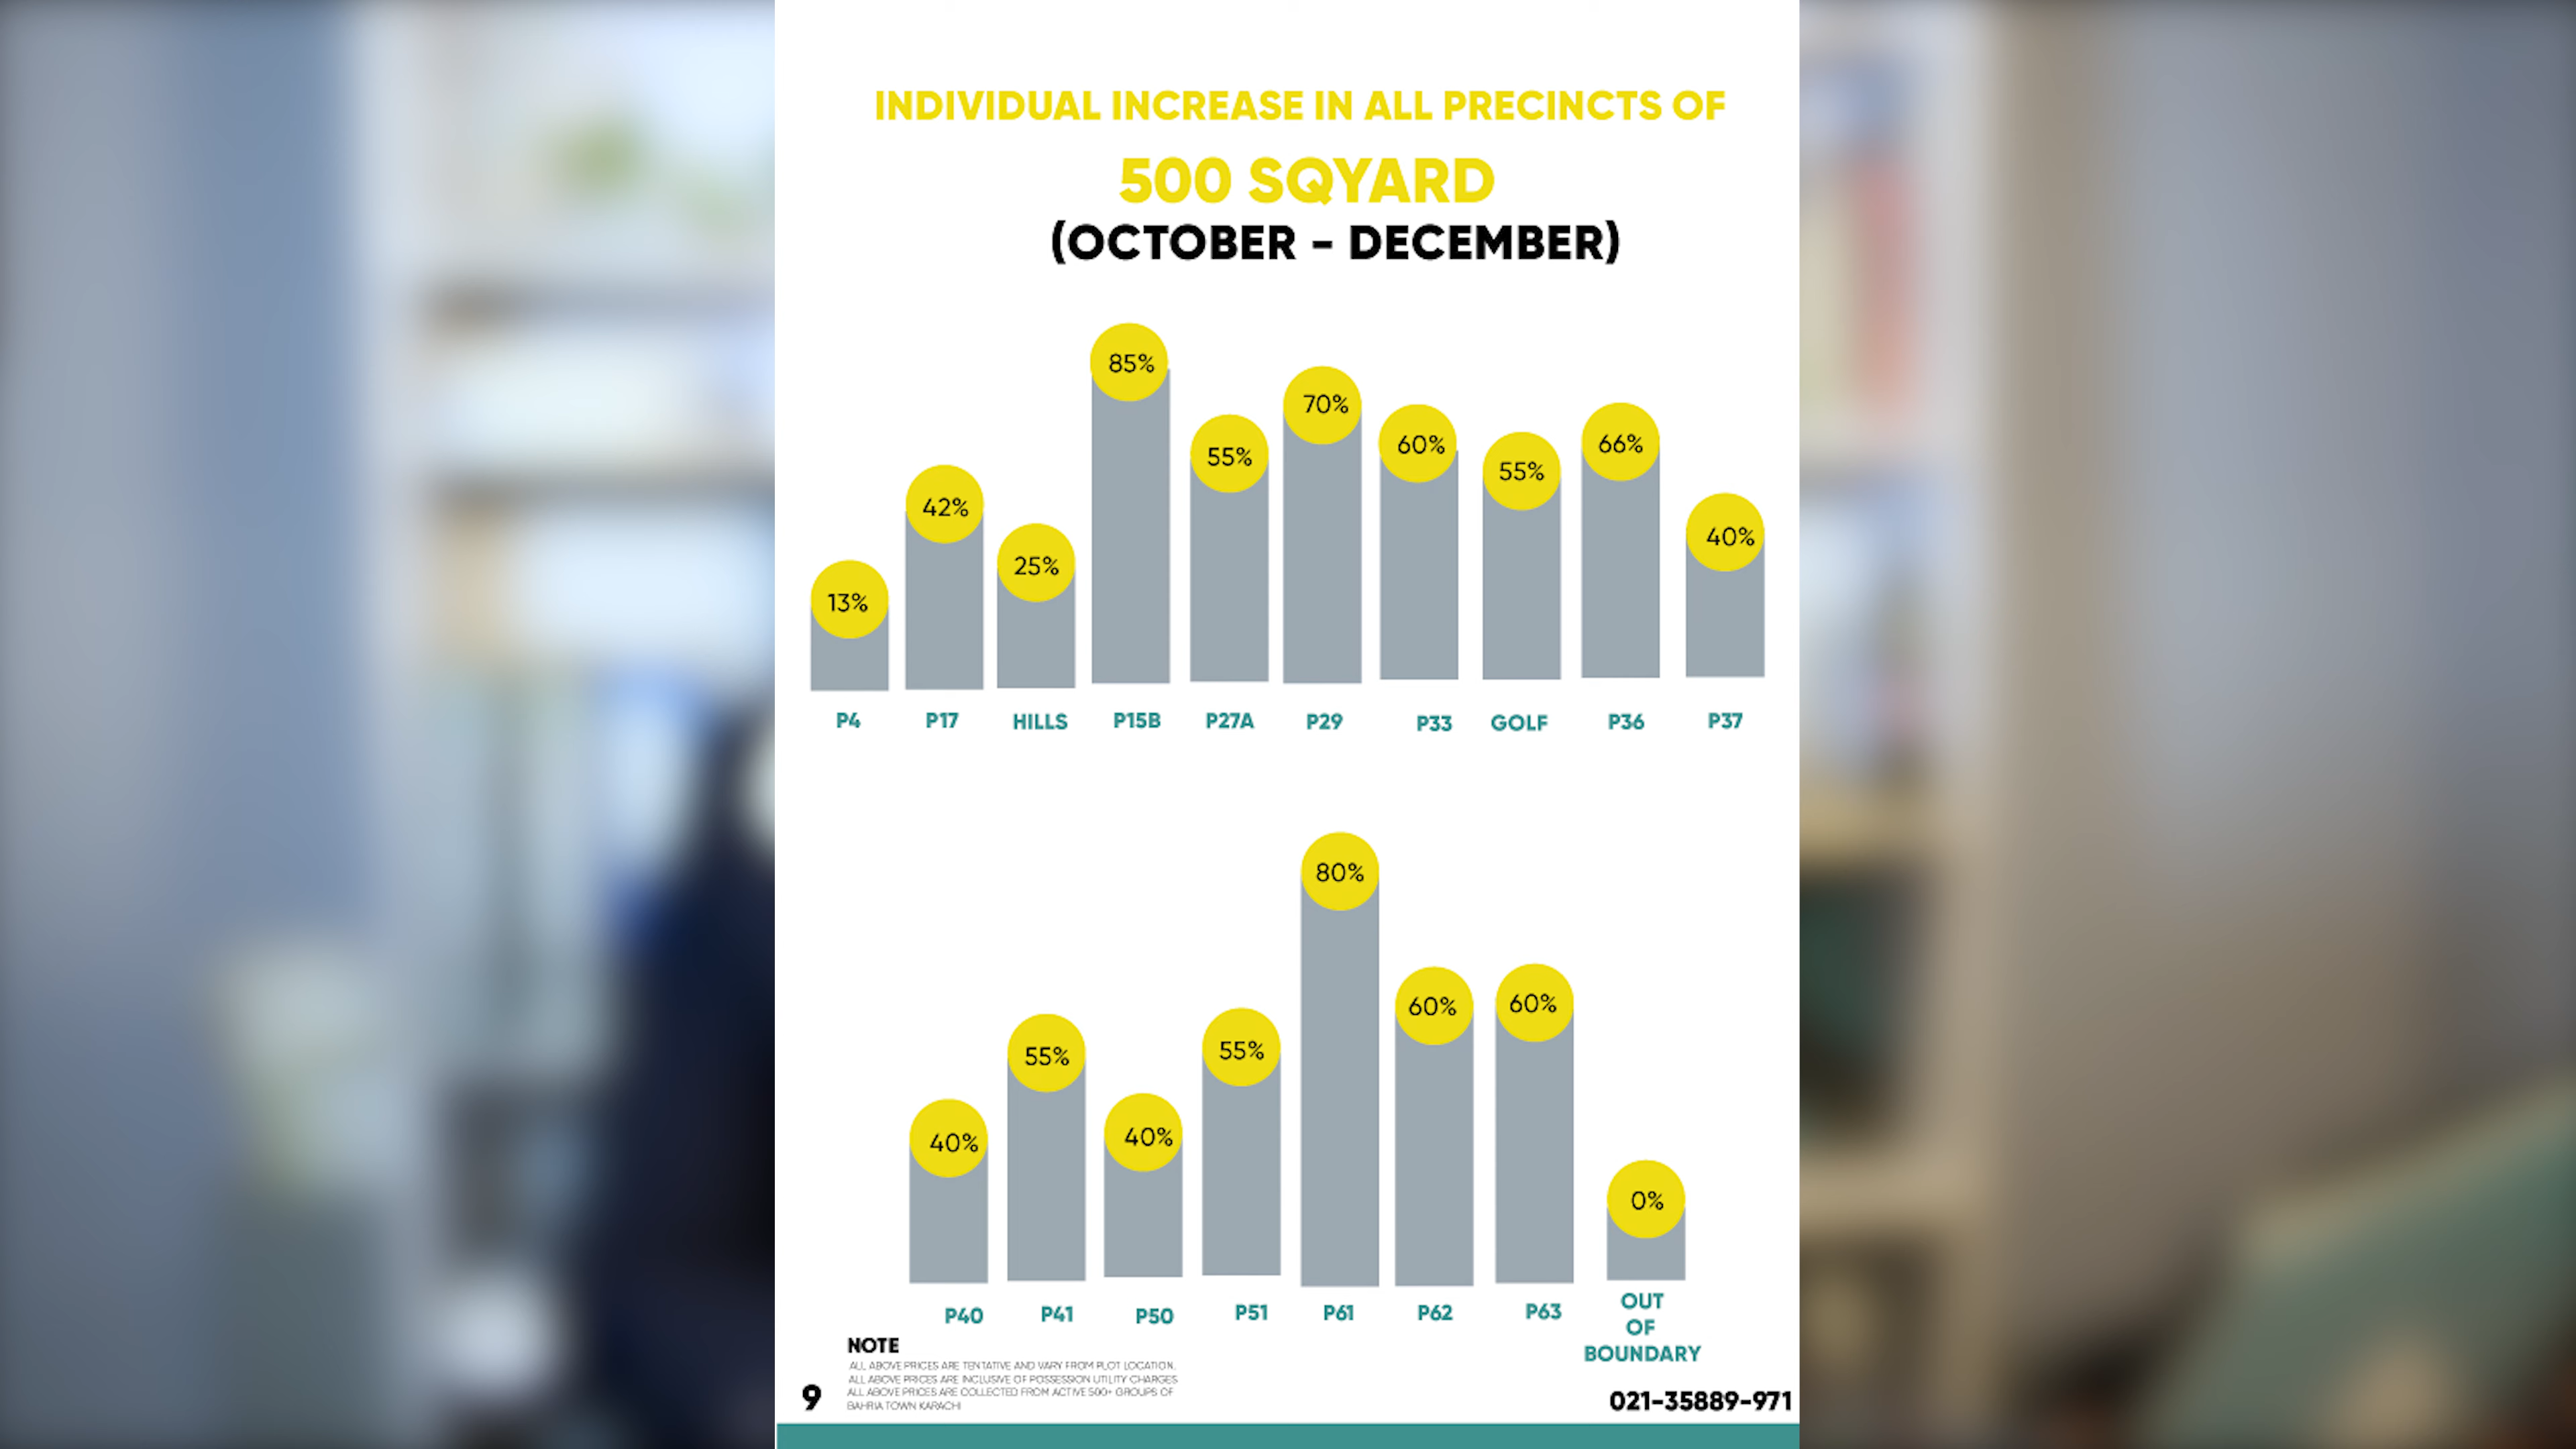 INDIVIDUAL INCREASE IN ALL PRECINCTS OF
500 SQYARD
(OCTOBER - DECEMBER)
13%
42%
25%
85%
55%
70%
60%
55%
66%
40%
P4
P17
HILLS
P15B
P27A
P29
P33
GOLF
P36
P37
40%
55%
40%
55%
80%
60%
60%
0%
P40
P41
P50
P51
P61
P62
P63
OUT
OF
BOUNDARY
NOTE
ALL ABOVE PRICES ARE TENTATIVE AND VARY FROM PLOT LOCATION.
ALL ABOVE PRICES ARE INCLUSIVE OF POSSESSION UTILITY CHARGES
ALL ABOVE PRICES ARE COLLECTED FROM ACTIVE 500+ GROUPS OF
BAHRIA TOWN KARACHI
9
021-35889-971